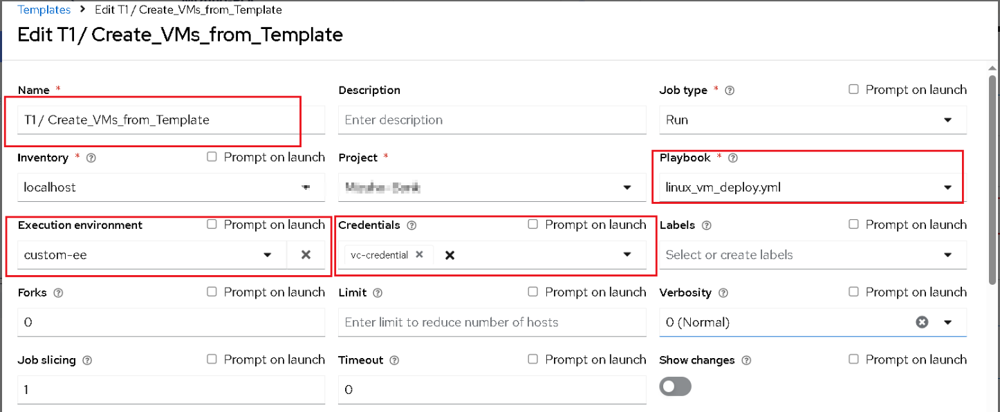 Templates > Edit T1 / Create_VMs_from_Template
Edit T1 / Create_VMs_from_Template
Name * Description Job type * Prompt on launch
T1 / Create_VMs_from_Template Enter description Run
Inventory * Prompt on launch Project * Playbook *
localhost linux_vm_deploy.yml
Execution environment Prompt on launch Credentials Prompt on launch Labels Prompt on launch
custom-ee vc-credential Select or create labels
Forks Prompt on launch Limit Prompt on launch Verbosity Prompt on launch
0 Enter limit to reduce number of hosts 0 (Normal)
Job slicing Prompt on launch Timeout Prompt on launch Show changes Prompt on launch
1 0